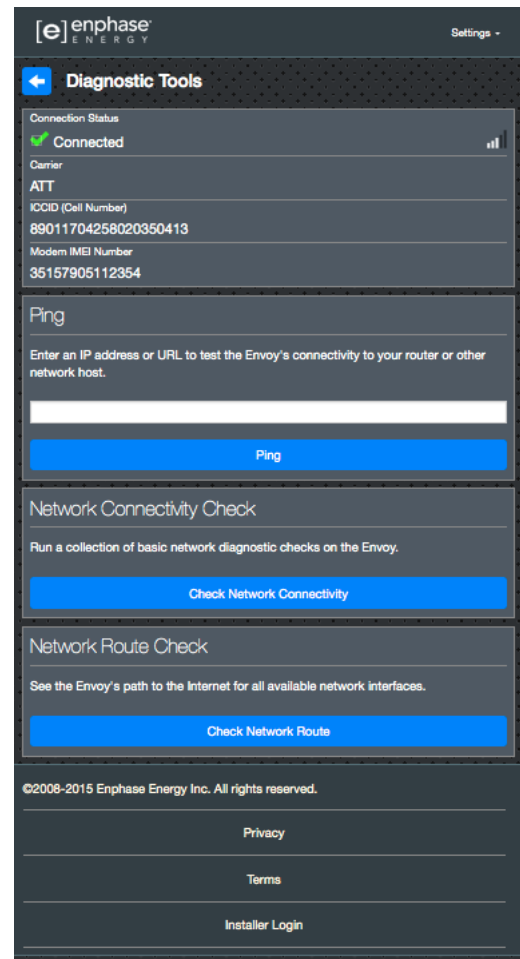 [e] enphase
ENERGY
Settings
Diagnostic Tools
Connection Status
Connected
Carrier
ATT
ICCID (Cell Number)
89011704258020350413
Modem IMEI Number
35157905112354
Ping
Enter an IP address or URL to test the Envoy's connectivity to your router or other
network host.
Ping
Network Connectivity Check
Run a collection of basic network diagnostic checks on the Envoy.
Check Network Connectivity
Network Route Check
See the Envoy's path to the Internet for all available network interfaces.
Check Network Route
©2008-2015 Enphase Energy Inc. All rights reserved.
Privacy
Terms
Installer Login